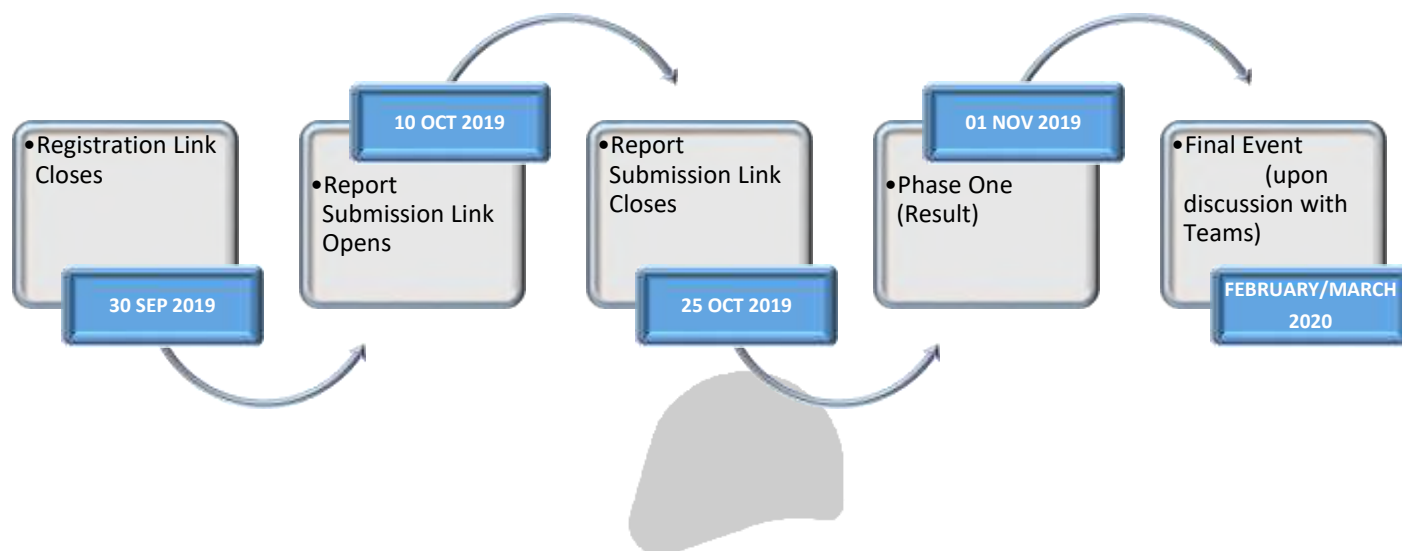 •Registration Link
Closes
30 SEP 2019
10 OCT 2019
•Report
Submission Link
Opens
•Report
Submission Link
Closes
25 OCT 2019
01 NOV 2019
•Phase One
(Result)
•Final Event
(upon
discussion with
Teams)
FEBRUARY/MARCH
2020